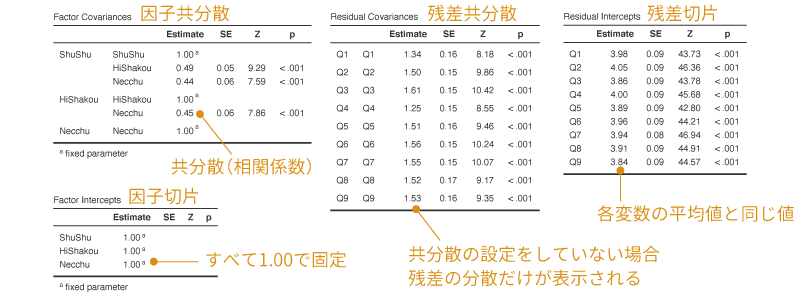 Factor Covariances 因子共分散
Estimate SE Z p
ShuShu ShuShu 1.00 a
HiShakou 0.49 0.05 9.29 < .001
Necchu 0.44 0.06 7.59 < .001
HiShakou HiShakou 1.00 a
Necchu 0.45 0.06 7.86 < .001
Necchu Necchu 1.00 a
a fixed parameter
共分散（相関係数）
Factor Intercepts 因子切片
Estimate SE Z p
ShuShu 1.00 a
HiShakou 1.00 a
Necchu 1.00 a
a fixed parameter
すべて1.00で固定
Residual Covariances 残差共分散
Estimate SE Z p
Q1 Q1 1.34 0.16 8.18 < .001
Q2 Q2 1.50 0.15 9.86 < .001
Q3 Q3 1.61 0.15 10.42 < .001
Q4 Q4 1.25 0.15 8.55 < .001
Q5 Q5 1.51 0.16 9.46 < .001
Q6 Q6 1.56 0.15 10.24 < .001
Q7 Q7 1.55 0.15 10.07 < .001
Q8 Q8 1.52 0.17 9.17 < .001
Q9 Q9 1.53 0.16 9.35 < .001
共分散の設定をしていない場合
残差の分散だけが表示される
Residual Intercepts 残差切片
Estimate SE Z p
Q1 3.98 0.09 43.73 < .001
Q2 4.05 0.09 46.36 < .001
Q3 3.86 0.09 43.78 < .001
Q4 4.00 0.09 45.68 < .001
Q5 3.89 0.09 42.80 < .001
Q6 3.96 0.09 44.21 < .001
Q7 3.94 0.08 46.94 < .001
Q8 3.91 0.09 44.91 < .001
Q9 3.84 0.09 44.57 < .001
各変数の平均値と同じ値